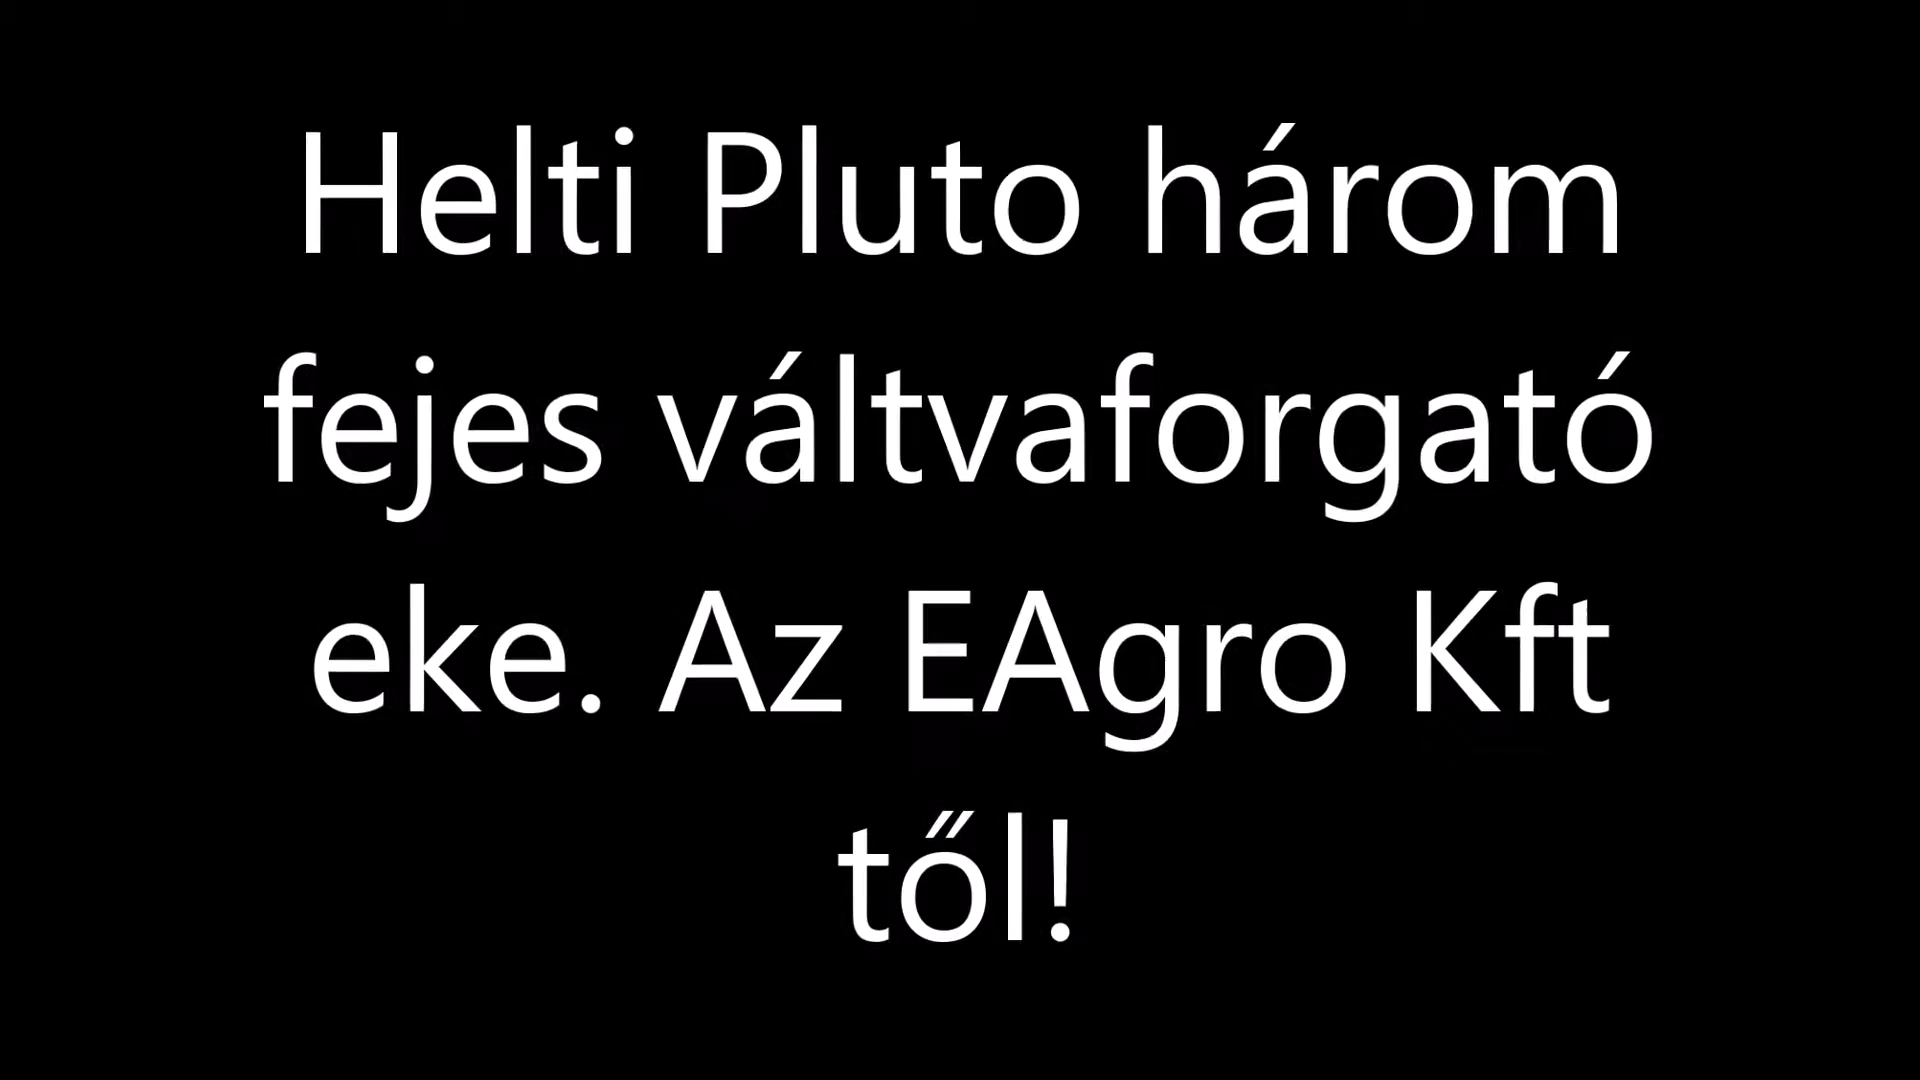 Helti Pluto három
fejes váltvaforgató
eke. Az EAgro Kft
től!